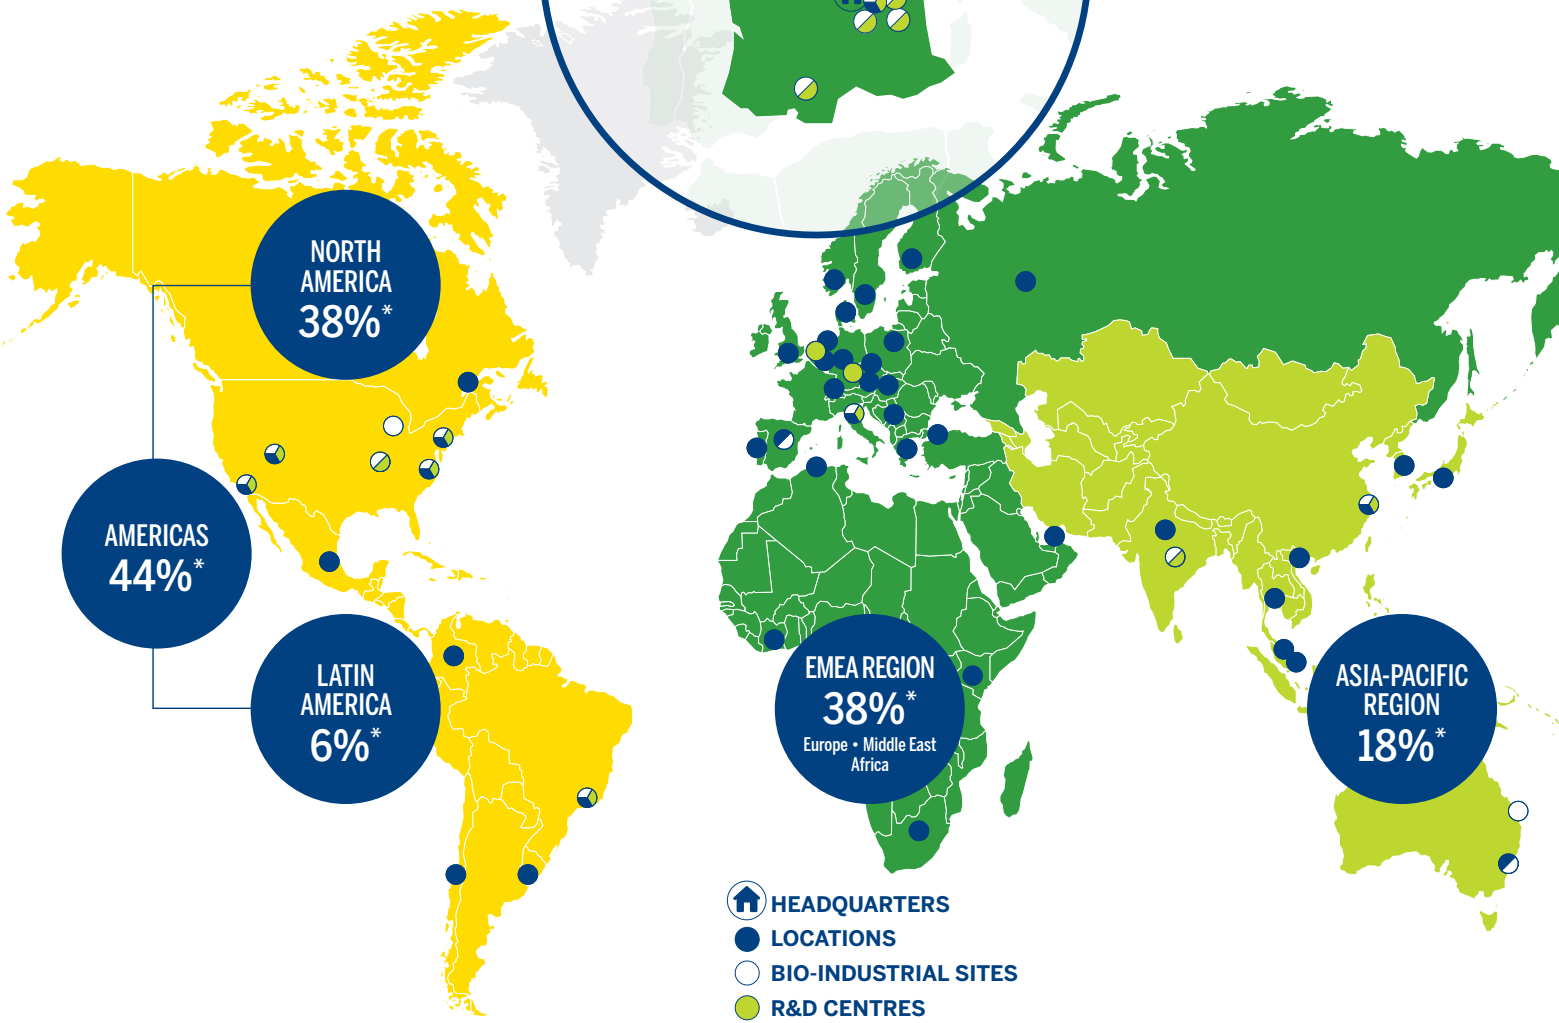 NORTH
AMERICA
38%*
AMERICAS
44%*
LATIN
AMERICA
6%*
EMEA REGION
38%*
Europe • Middle East
Africa
ASIA-PACIFIC
REGION
18%*
HEADQUARTERS
LOCATIONS
BIO-INDUSTRIAL SITES
R&D CENTRES